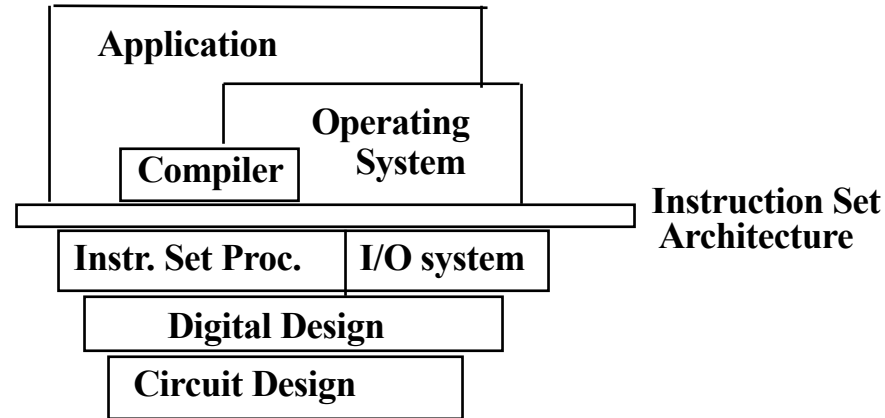 Application
Operating
System
Compiler
Instruction Set
Architecture
Instr. Set Proc.
I/O system
Digital Design
Circuit Design